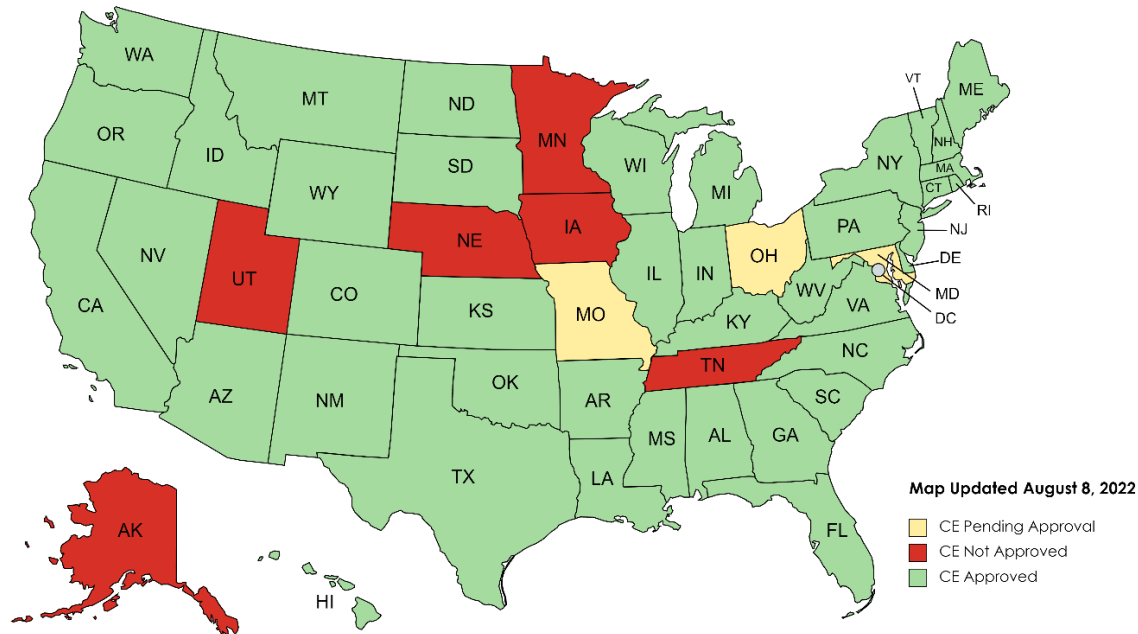 WA
MT
ND
MN
VT
ME
OR
ID
SD
WI
MI
NY
NH
MA
CT
RI
WY
NE
IA
PA
NJ
NV
UT
CO
IL
IN
OH
DE
CA
KS
MO
WV
VA
MD
DC
KY
AZ
NM
OK
AR
TN
NC
SC
MS
AL
GA
TX
LA
FL
AK
HI
Map Updated August 8, 2022
CE Pending Approval
CE Not Approved
CE Approved